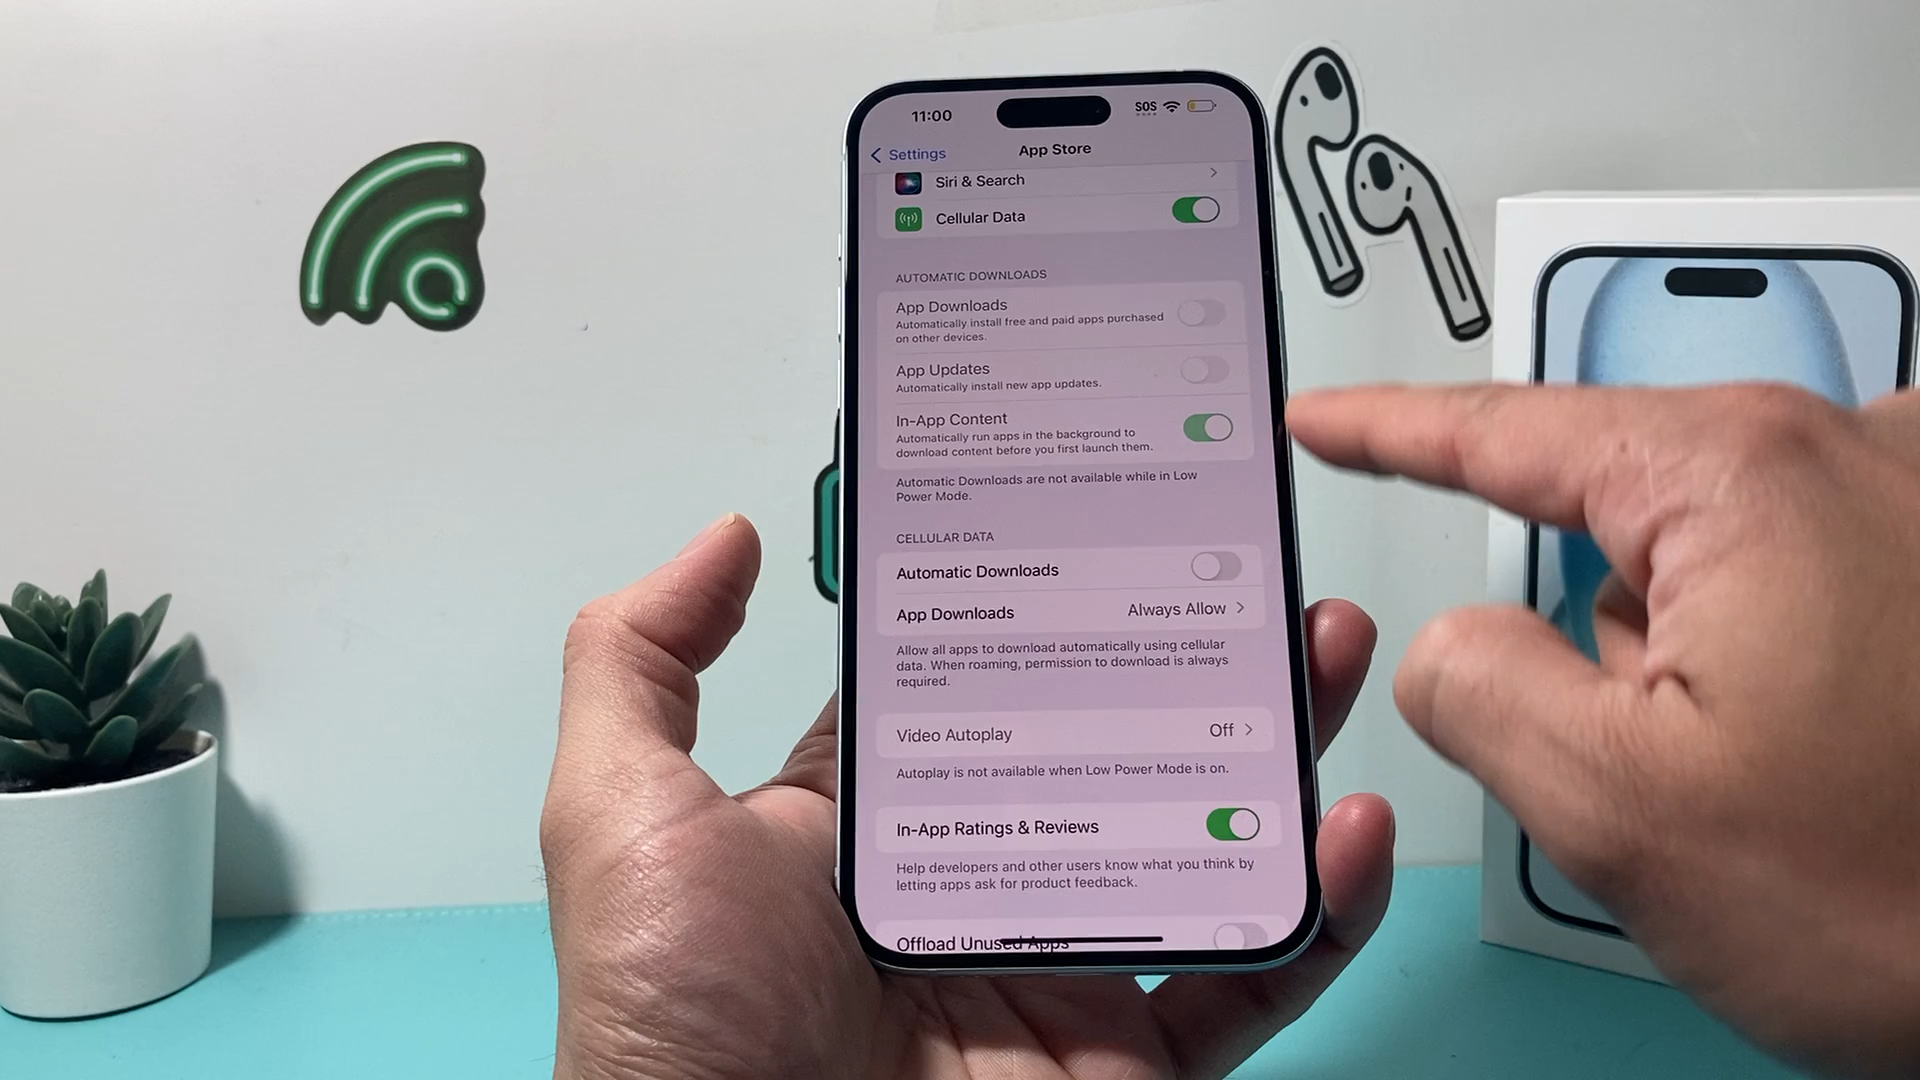 11:00
SOS
Settings
App Store
Siri & Search
Cellular Data
AUTOMATIC DOWNLOADS
App Downloads
Automatically install free and paid apps purchased
on other devices.
App Updates
Automatically install new app updates.
In-App Content
Automatically run apps in the background to
download content before you first launch them.
Automatic Downloads are not available while in Low
Power Mode.
CELLULAR DATA
Automatic Downloads
App Downloads Always Allow
Allow all apps to download automatically using cellular
data. When roaming, permission to download is always
required.
Video Autoplay Off
Autoplay is not available when Low Power Mode is on.
In-App Ratings & Reviews
Help developers and other users know what you think by
letting apps ask for product feedback.
Offload Unused Apps